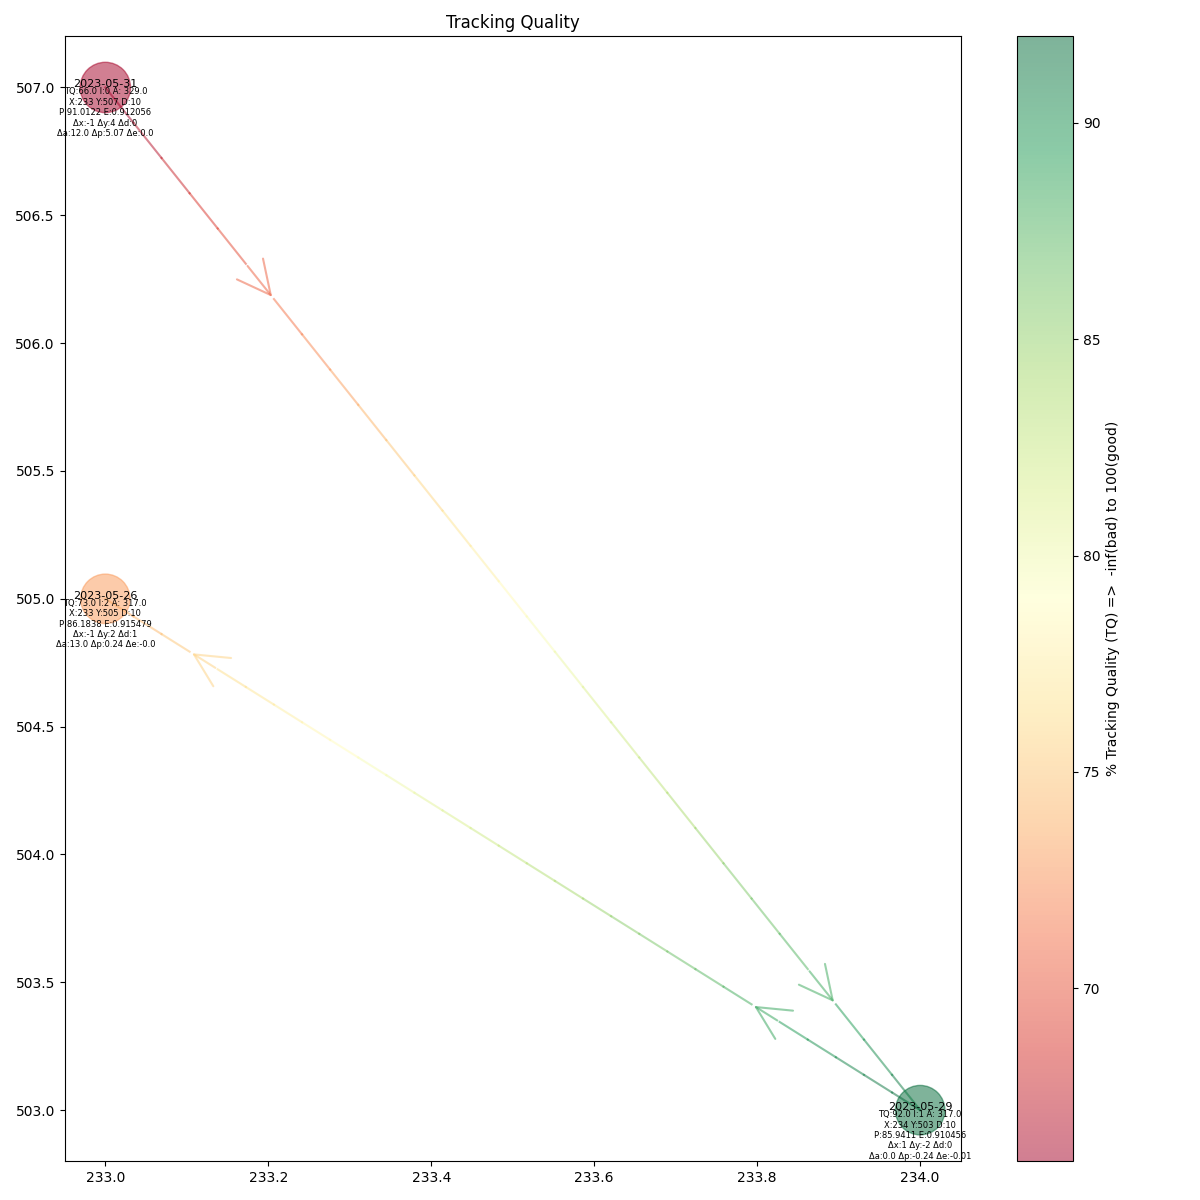 Tracking Quality
507.0
506.5
506.0
505.5
505.0
504.5
504.0
503.5
503.0
2023-05-31
TQ:66.0 I:0 A: 329.0
X:233 Y:507 D:10
P:91.0122 E:0.912056
Δx:-1 Δy:4 Δd:0
Δa:12.0 Δp:5.07 Δe:0.0
2023-05-26
TQ:73.0 I:2 A: 317.0
X:233 Y:505 D:10
P:86.1838 E:0.915479
Δx:-1 Δy:2 Δd:1
Δa:13.0 Δp:0.24 Δe:-0.0
2023-05-29
TQ:92.0 I:1 A: 317.0
X:234 Y:503 D:10
P:85.9411 E:0.910456
Δx:1 Δy:-2 Δd:0
Δa:0.0 Δp:-0.24 Δe:-0.01
233.0 233.2 233.4 233.6 233.8 234.0
90
85
80
75
70
% Tracking Quality (TQ) => -inf(bad) to 100(good)